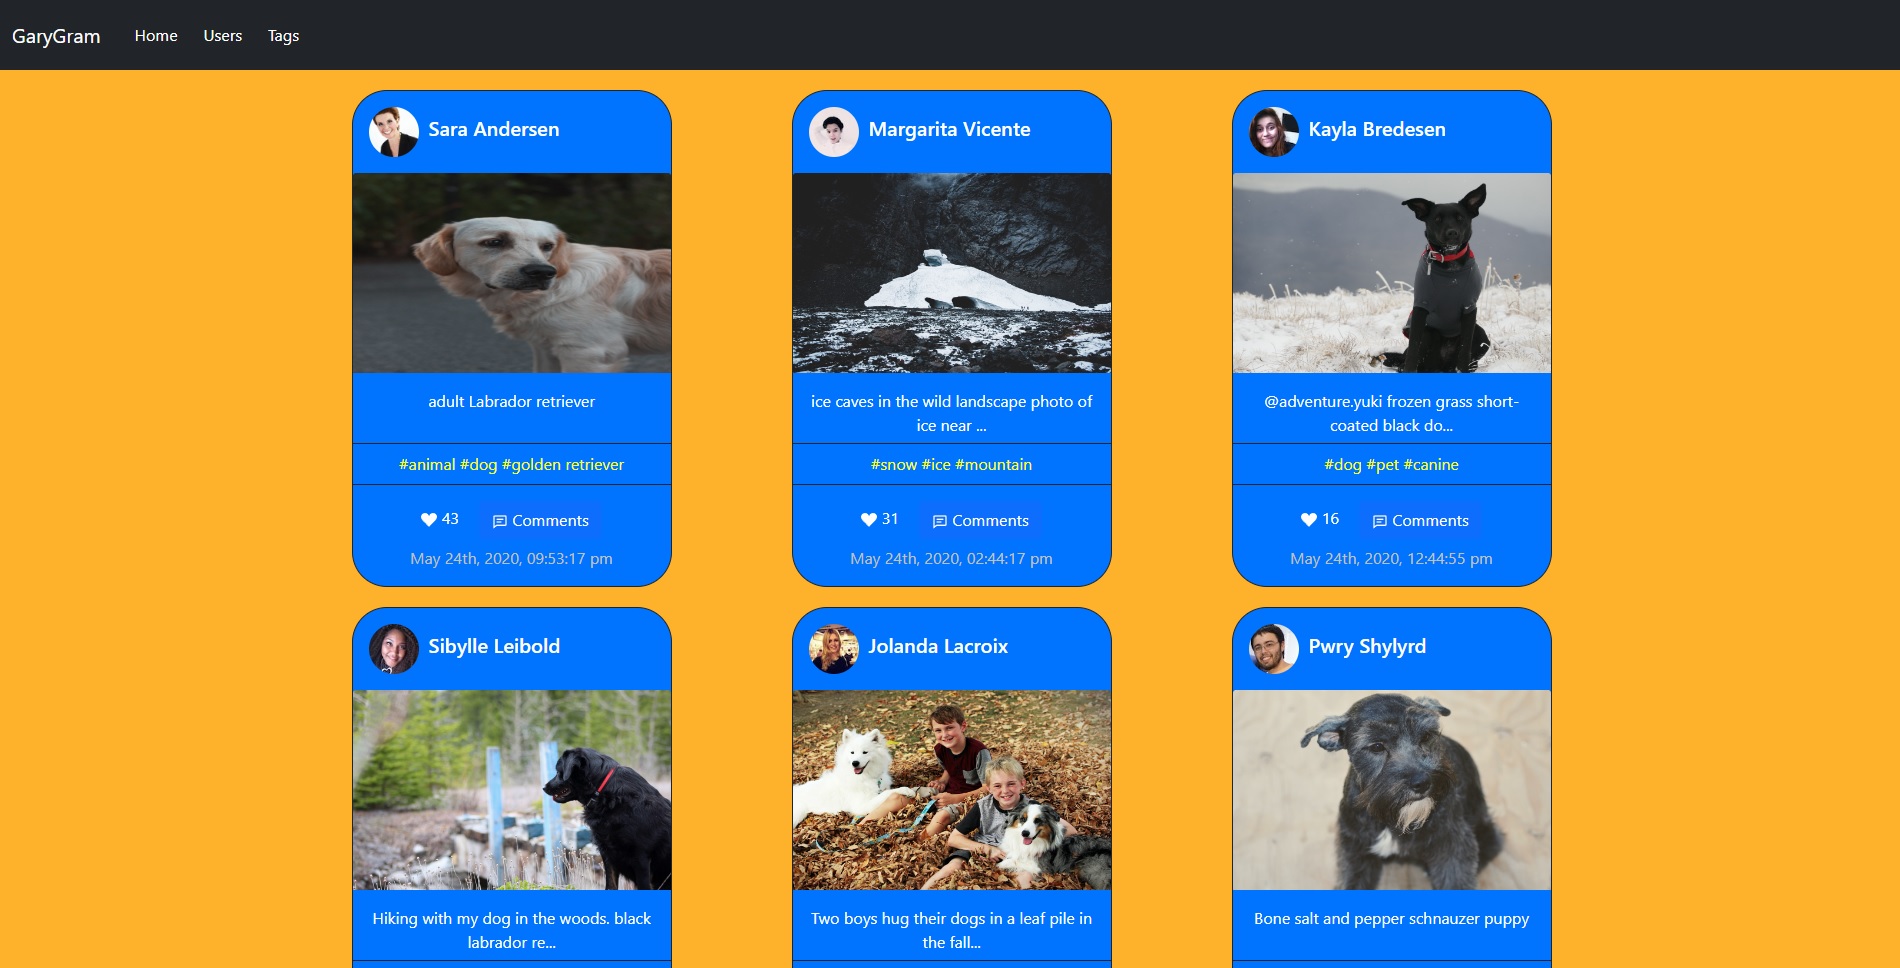 GaryGram Home Users Tags
Sara Andersen
adult Labrador retriever
#animal #dog #golden retriever
43 Comments
May 24th, 2020, 09:53:17 pm
Margarita Vicente
ice caves in the wild landscape photo of
ice near ...
#snow #ice #mountain
31 Comments
May 24th, 2020, 02:44:17 pm
Kayla Bredesen
@adventure.yuki frozen grass short-
coated black do...
#dog #pet #canine
16 Comments
May 24th, 2020, 12:44:55 pm
Sibylle Leibold
Hiking with my dog in the woods. black
labrador re...
Jolanda Lacroix
Two boys hug their dogs in a leaf pile in
the fall...
Pwry Shylyrd
Bone salt and pepper schnauzer puppy